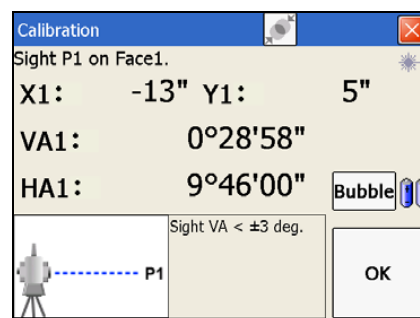 Calibration
Sight P1 on Face1.
X1: -13" Y1: 5"
VA1: 0°28'58"
HA1: 9°46'00"
Bubble
Sight VA < ±3 deg.
P1
OK